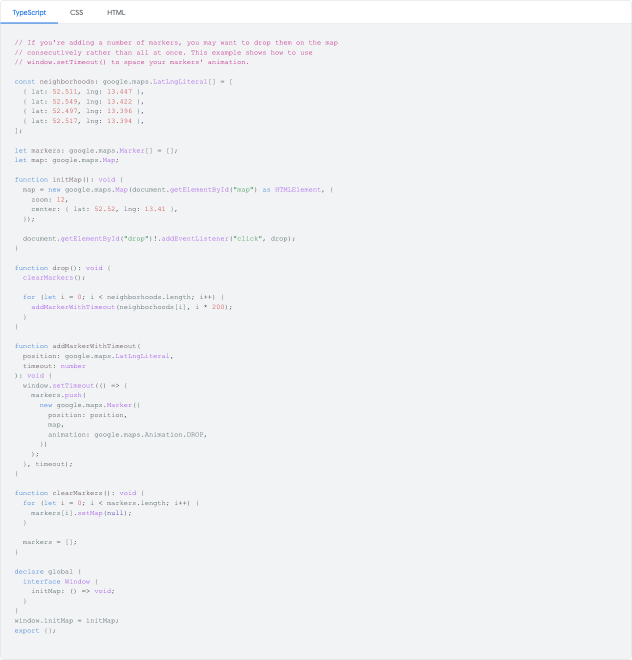 TypeScript CSS HTML
// If you're adding a number of markers, you may want to drop them on the map
// consecutively rather than all at once. This example shows how to use
// window.setTimeout() to space your markers' animation.
const neighborhoods: google.maps.LatLngLiteral[] = [
  { lat: 52.511, lng: 13.447 },
  { lat: 52.549, lng: 13.422 },
  { lat: 52.497, lng: 13.396 },
  { lat: 52.517, lng: 13.394 },
];
let markers: google.maps.Marker[] = [];
let map: google.maps.Map;
function initMap(): void {
  map = new google.maps.Map(document.getElementById("map") as HTMLElement, {
    zoom: 12,
    center: { lat: 52.52, lng: 13.41 },
  });
  document.getElementById("drop")!.addEventListener("click", drop);
}
function drop(): void {
  clearMarkers();
  for (let i = 0; i < neighborhoods.length; i++) {
    addMarkerWithTimeout(neighborhoods[i], i * 200);
  }
}
function addMarkerWithTimeout(
  position: google.maps.LatLngLiteral,
  timeout: number
): void {
  window.setTimeout(() => {
    markers.push(
      new google.maps.Marker({
        position: position,
        map,
        animation: google.maps.Animation.DROP,
      })
    );
  }, timeout);
}
function clearMarkers(): void {
  for (let i = 0; i < markers.length; i++) {
    markers[i].setMap(null);
  }
  markers = [];
}
declare global {
  interface Window {
    initMap: () => void;
  }
}
window.initMap = initMap;
export {};